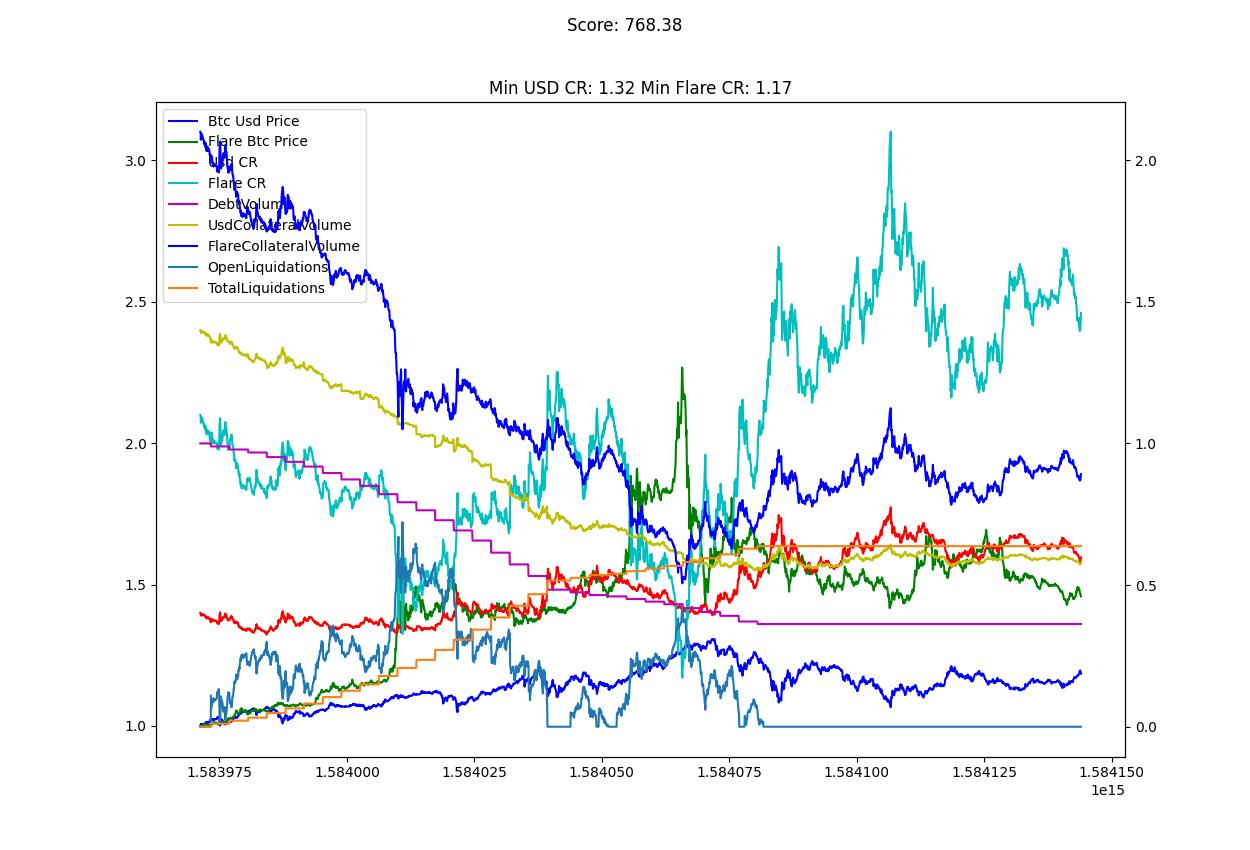 Score: 768.38
Min USD CR: 1.32 Min Flare CR: 1.17
Btc Usd Price
Flare Btc Price
Usd CR
Flare CR
DebtVolume
UsdCollateralVolume
FlareCollateralVolume
OpenLiquidations
TotalLiquidations
3.0
2.5
2.0
1.5
1.0
2.0
1.5
1.0
0.5
0.0
1.583975 1.584000 1.584025 1.584050 1.584075 1.584100 1.584125 1.584150
1e15